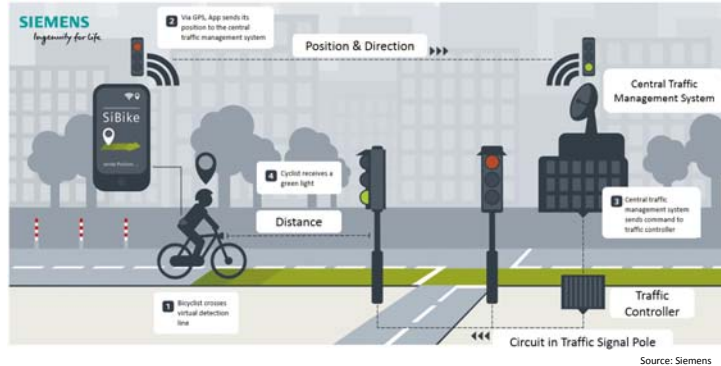 SIEMENS
Ingenuity for life
2 Via GPS, App sends its
position to the central
traffic management system
Position & Direction
Central Traffic
Management System
SiBike
4 Cyclist receives a
green light
3 Central traffic
management system
sends command to
traffic controller
Distance
1 Bicyclist crosses
virtual detection
line
Traffic
Controller
Circuit in Traffic Signal Pole
Source: Siemens